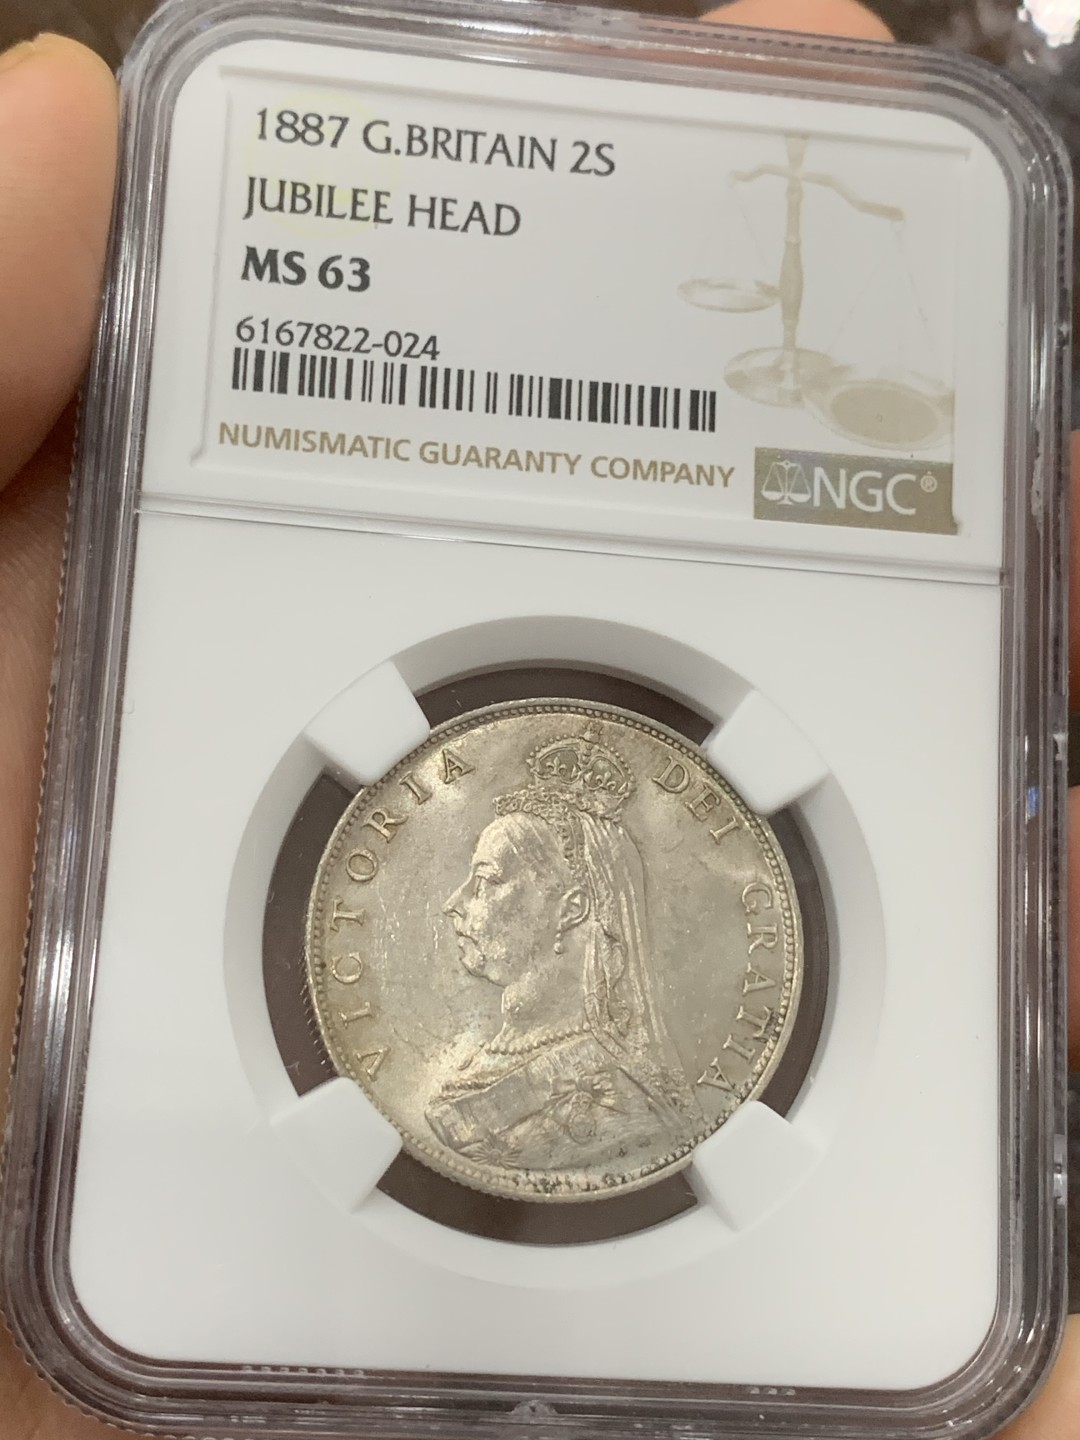 1887 G.BRITAIN 2S
JUBILEE HEAD
MS 63
6167822-024
NUMISMATIC GUARANTY COMPANY
NGC®
VICTORIA DEI GRATIA